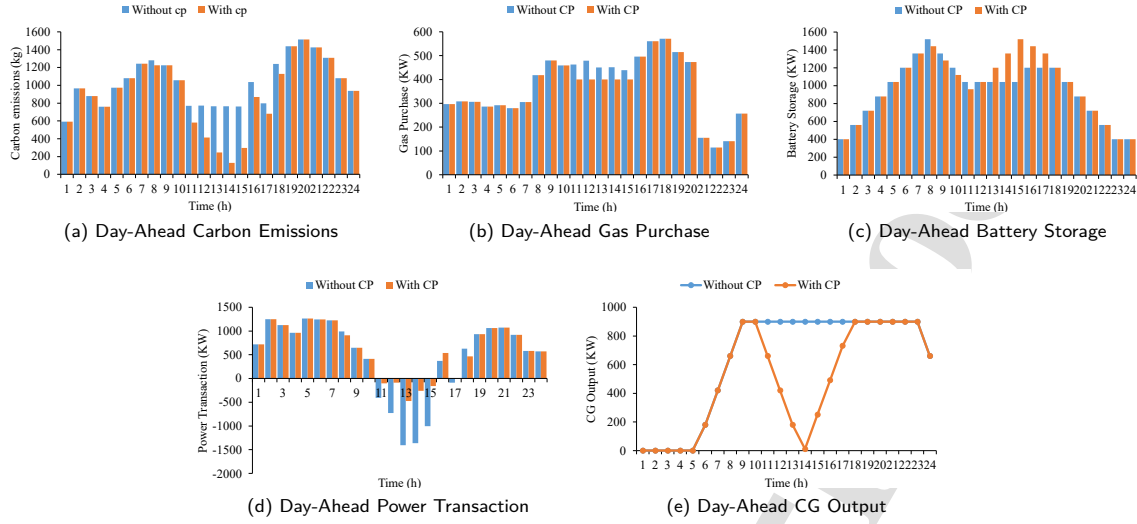 Without cp With cp
1600
1400
1200
1000
800
600
400
200
0
Carbon emissions (kg)
1 2 3 4 5 6 7 8 9 10 11 12 13 14 15 16 17 18 19 20 21 22 23 24
Time (h)
(a) Day-Ahead Carbon Emissions
Without CP With CP
600
500
400
300
200
100
0
Gas Purchase (KW)
1 2 3 4 5 6 7 8 9 10 11 12 13 14 15 16 17 18 19 20 21 22 23 24
Time (h)
(b) Day-Ahead Gas Purchase
Without CP With CP
1600
1400
1200
1000
800
600
400
200
0
Battery Storage (KW)
1 2 3 4 5 6 7 8 9 10 11 12 13 14 15 16 17 18 19 20 21 22 23 24
Time (h)
(c) Day-Ahead Battery Storage
Without CP With CP
1500
1000
500
0
-500
-1000
-1500
-2000
Power Transaction (KW)
1 3 5 7 9 11 13 15 17 19 21 23
Time (h)
(d) Day-Ahead Power Transaction
Without CP With CP
1000
800
600
400
200
0
CG Output (KW)
1 2 3 4 5 6 7 8 9 10 11 12 13 14 15 16 17 18 19 20 21 22 23 24
Time (h)
(e) Day-Ahead CG Output